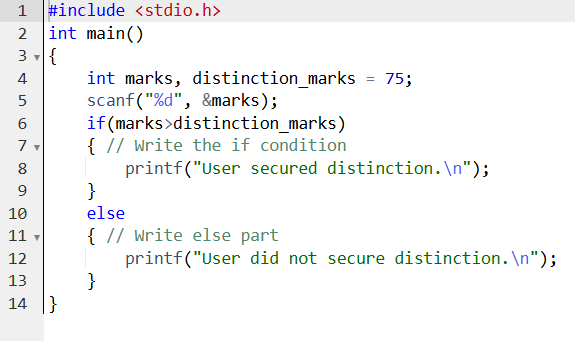 1 #include <stdio.h>
2 int main()
3 {
4     int marks, distinction_marks = 75;
5     scanf("%d", &marks);
6     if(marks>distinction_marks)
7     { // Write the if condition
8         printf("User secured distinction.\n");
9     }
10     else
11     { // Write else part
12         printf("User did not secure distinction.\n");
13     }
14 }